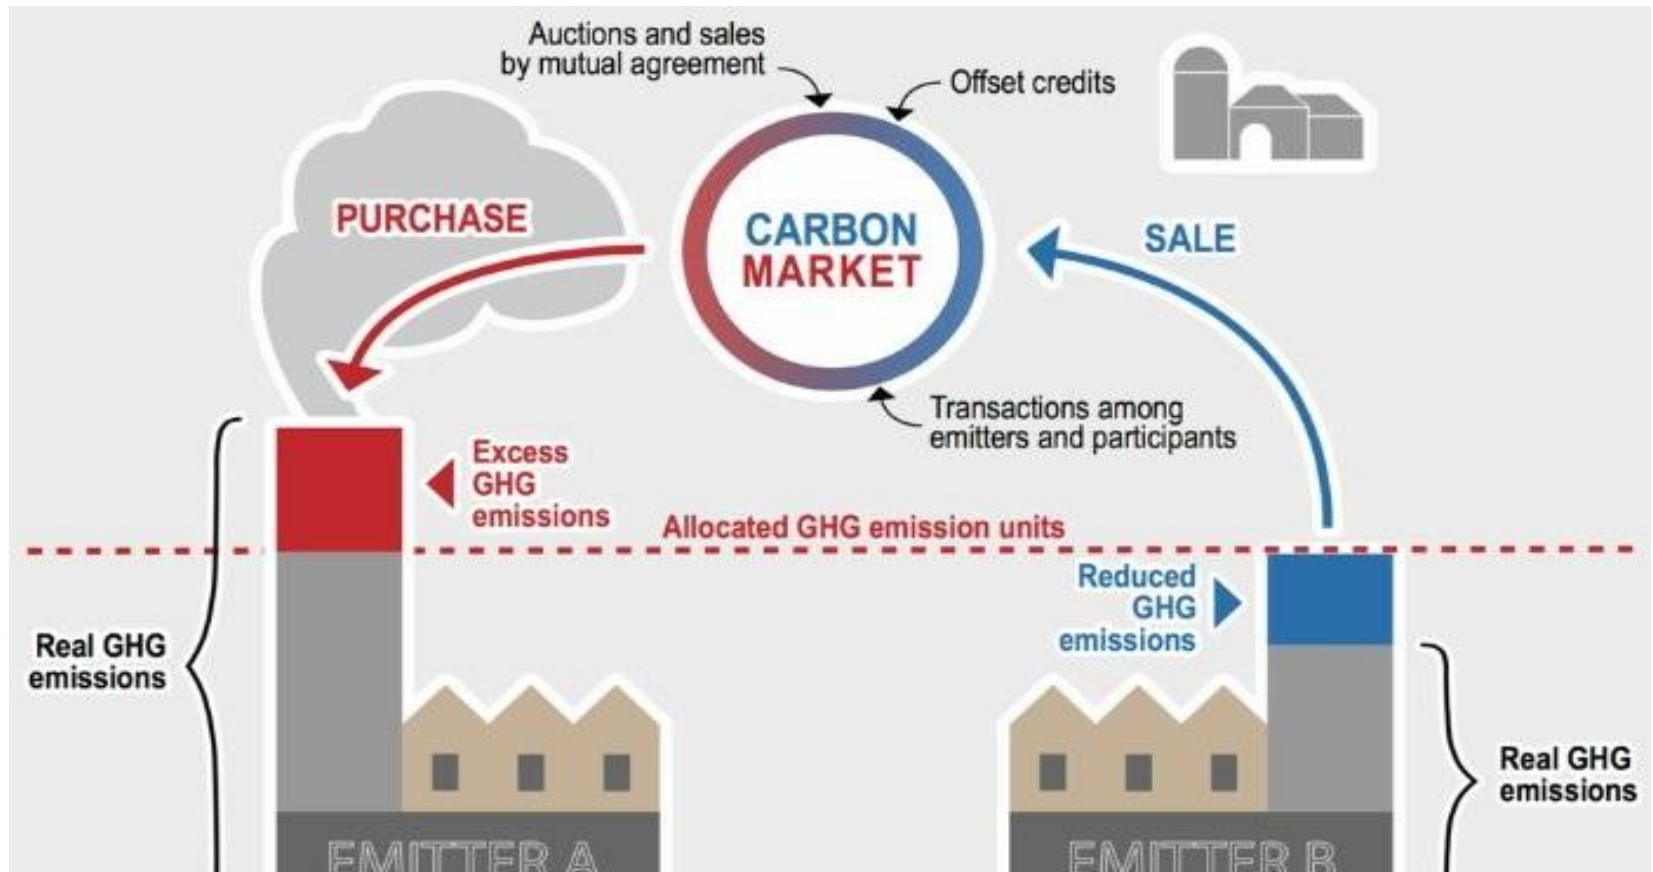 Auctions and sales
by mutual agreement
Offset credits
PURCHASE
CARBON
MARKET
SALE
Transactions among
emitters and participants
Excess
GHG
emissions
Allocated GHG emission units
Reduced
GHG
emissions
Real GHG
emissions
Real GHG
emissions
EMITTER A
EMITTER B